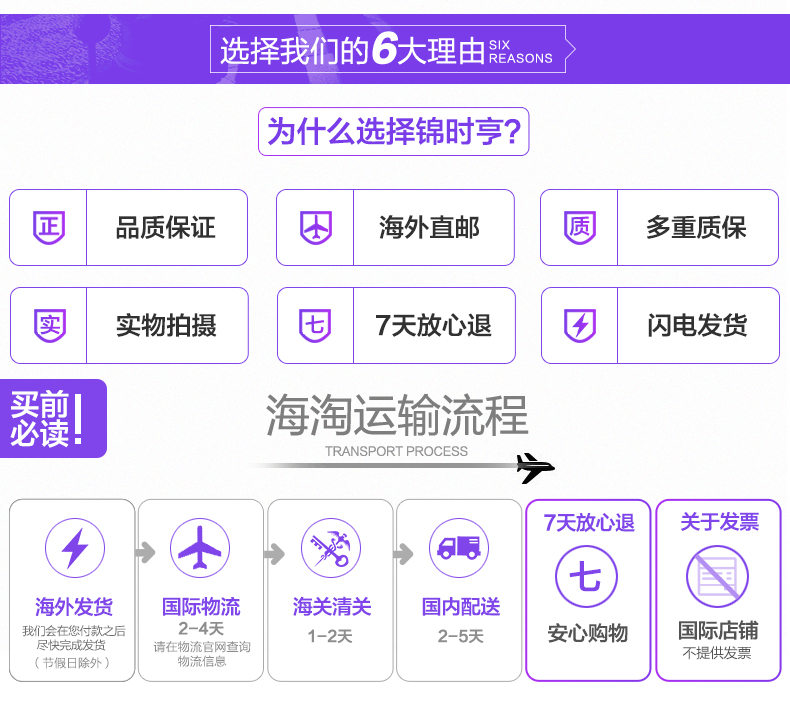 选择我们的6大理由
SIX
REASONS
为什么选择锦时亨?
正
品质保证
海外直邮
质
多重质保
实
实物拍摄
七
7天放心退
闪电发货
买前
必读!
海淘运输流程
TRANSPORT PROCESS
海外发货
我们会在您付款之后
尽快完成发货
（节假日除外）
国际物流
2-4天
请在物流官网查询
物流信息
海关清关
1-2天
国内配送
2-5天
7天放心退
七
安心购物
关于发票
国际店铺
不提供发票